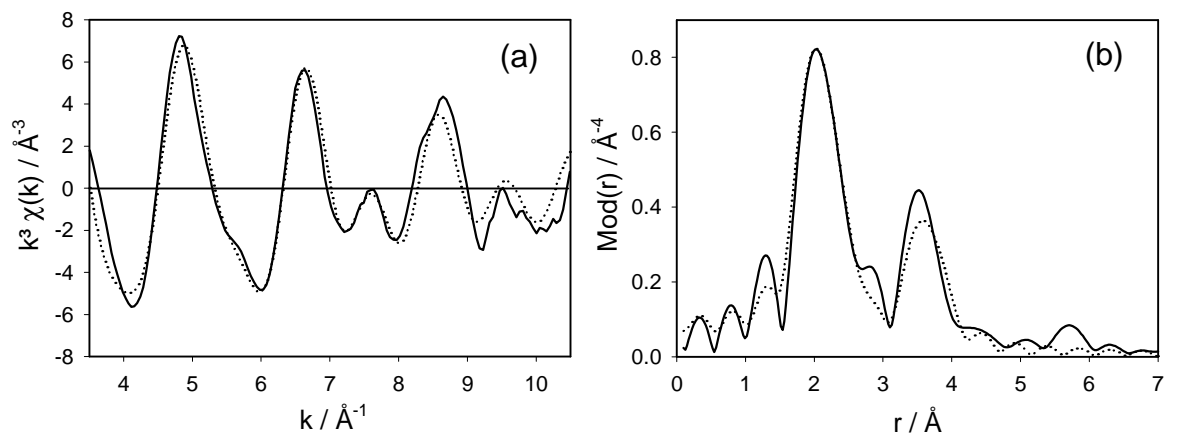 (a)
8
6
4
2
0
-2
-4
-6
-8
k³ χ(k) / Å⁻³
4 5 6 7 8 9 10
k / Å⁻¹
(b)
0.8
0.6
0.4
0.2
0.0
Mod(r) / Å⁻⁴
0 1 2 3 4 5 6 7
r / Å